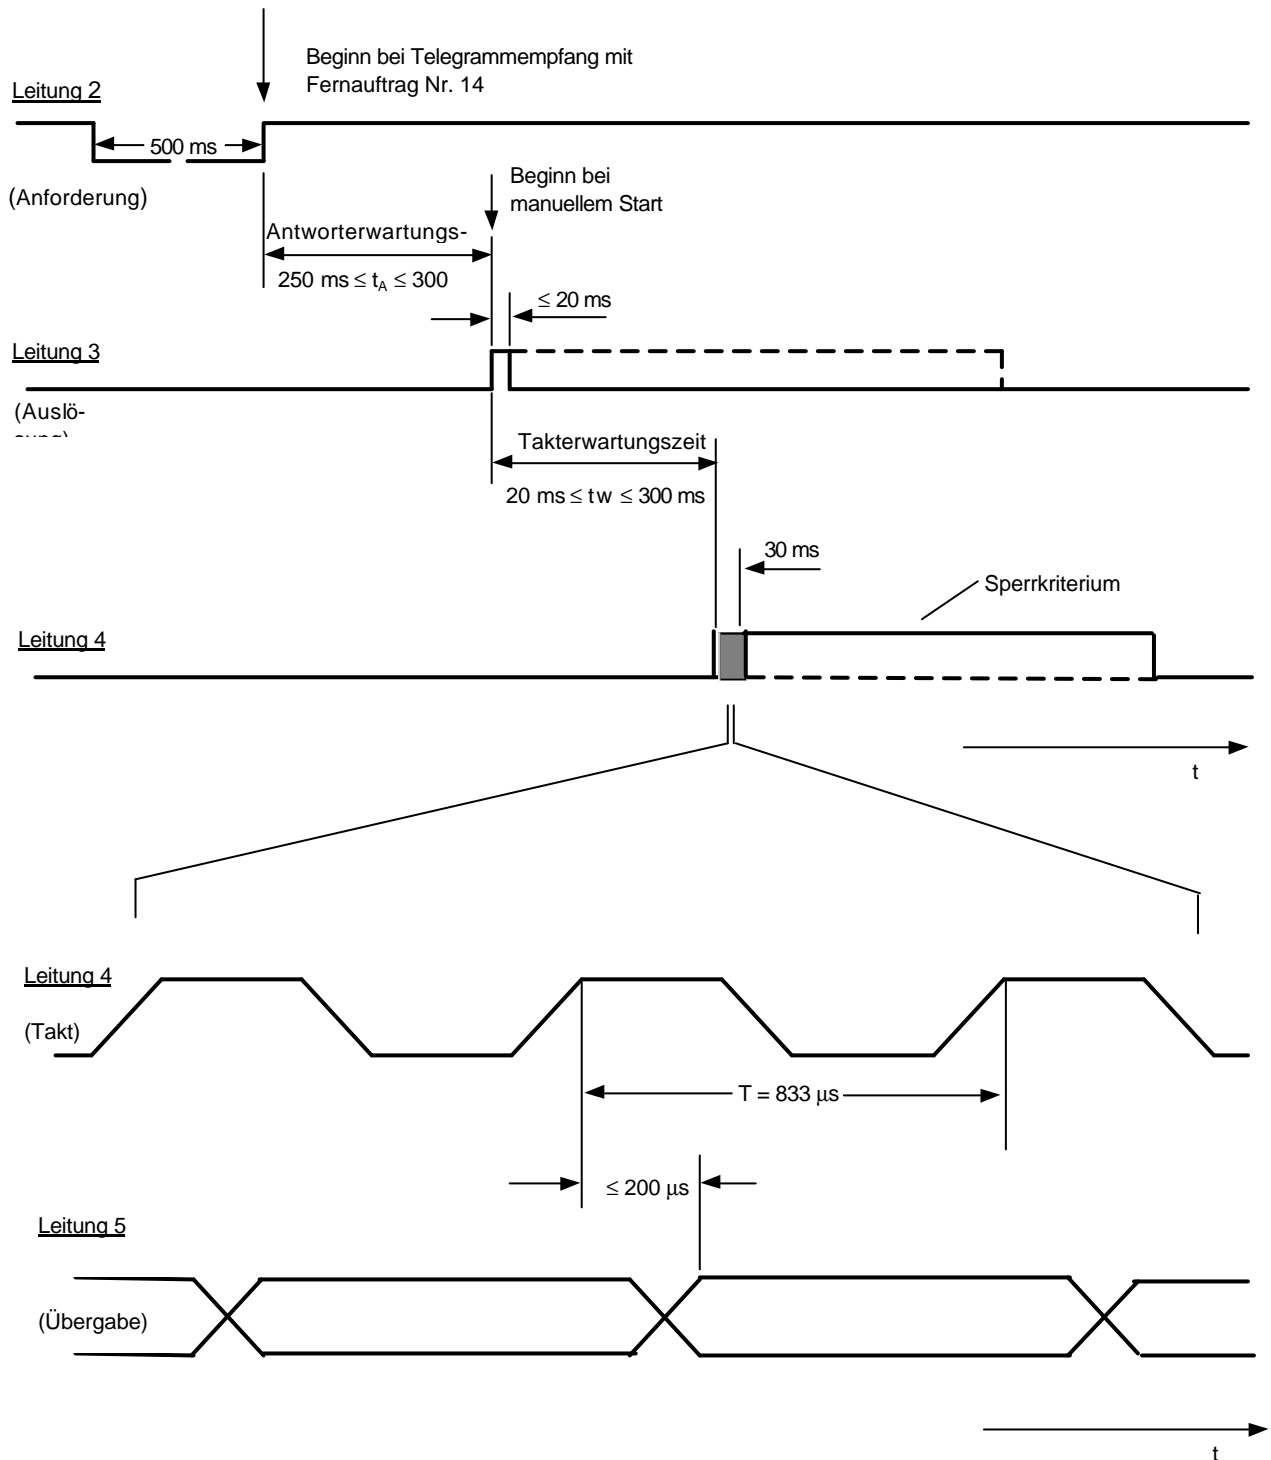 Beginn bei Telegrammempfang mit
Fernauftrag Nr. 14
Leitung 2
500 ms
(Anforderung)
Beginn bei
manuellem Start
Antworterwartungs-
250 ms ≤ tA ≤ 300
≤ 20 ms
Leitung 3
(Auslö-
Takterwartungszeit
20 ms ≤ tw ≤ 300 ms
30 ms
Sperrkriterium
Leitung 4
t
Leitung 4
(Takt)
T = 833 µs
≤ 200 µs
Leitung 5
(Übergabe)
t